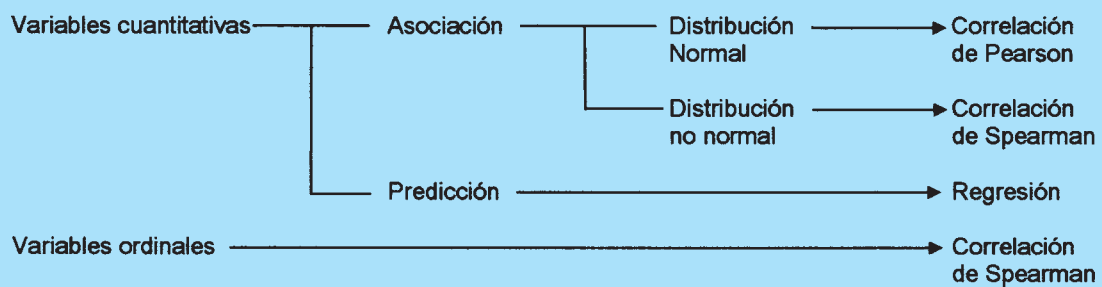 Variables cuantitativas
Asociación
Distribución
Normal
Correlación
de Pearson
Distribución
no normal
Correlación
de Spearman
Predicción
Regresión
Variables ordinales
Correlación
de Spearman